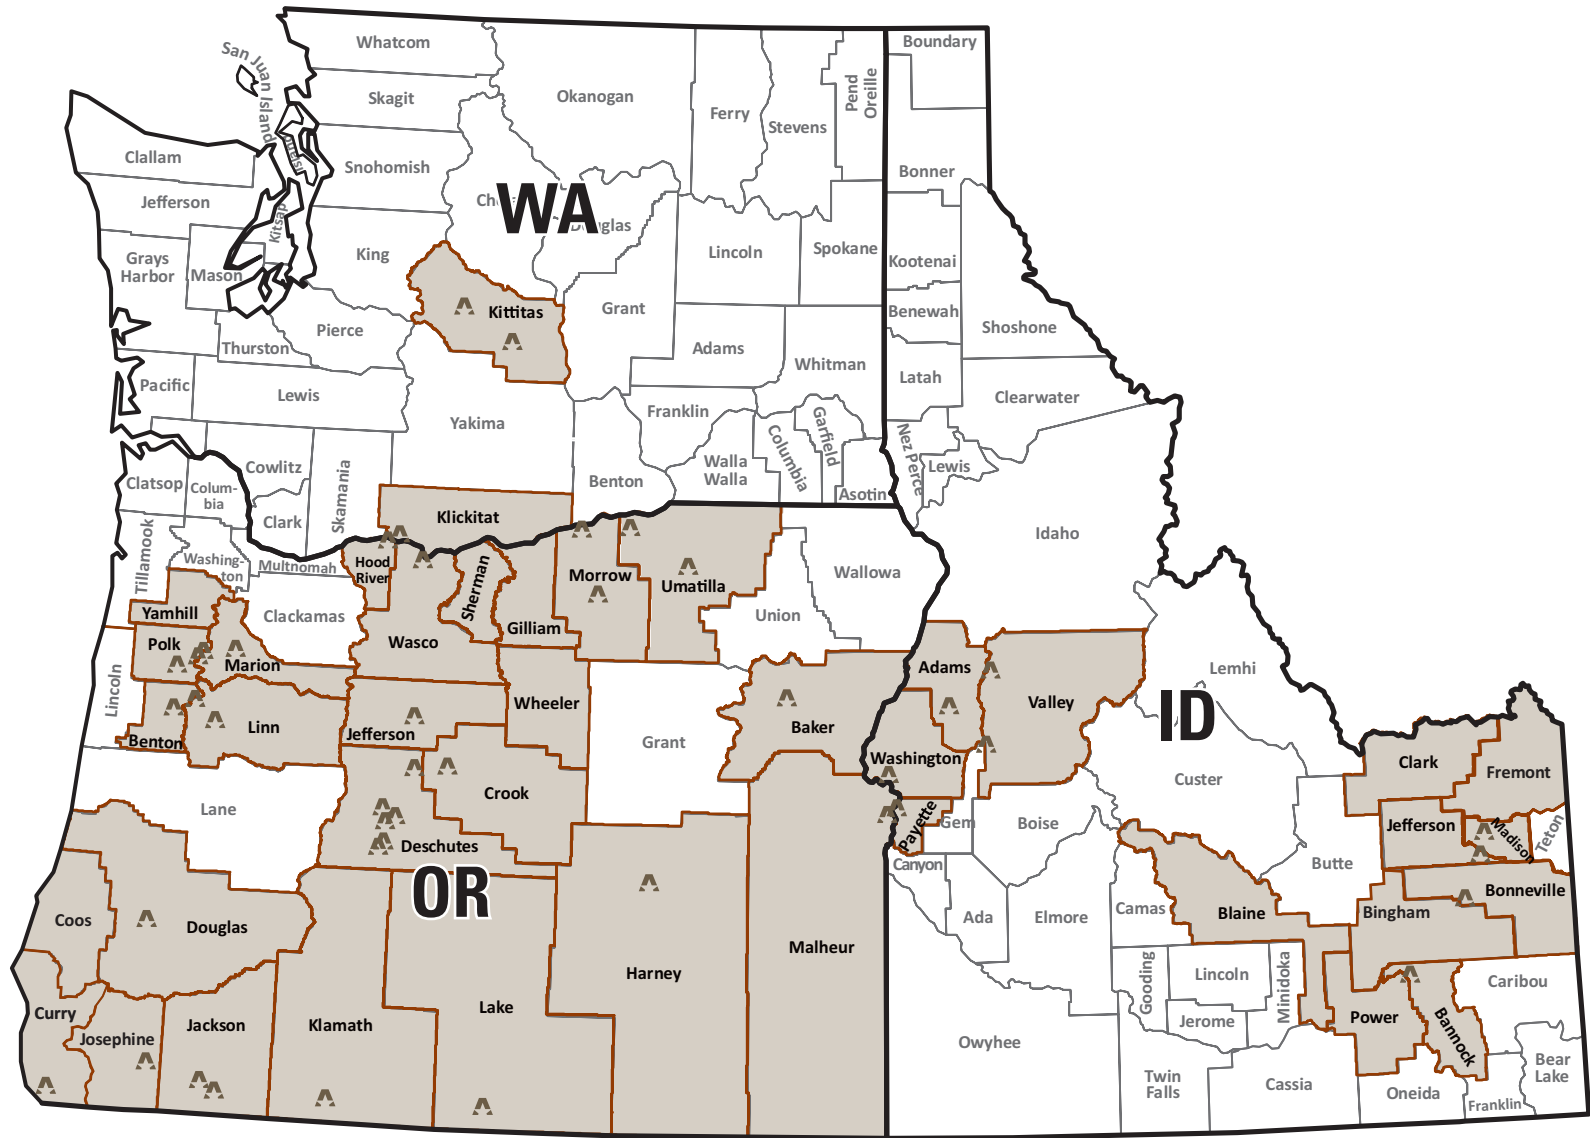 Whatcom
San Juan Island
Skagit
Okanogan
Ferry
Stevens
Pend
Oreille
Boundary
Clallam
Island
Snohomish
Bonner
Jefferson
Kitsap
WA
Douglas
Lincoln
Spokane
Grays
Harbor
Mason
King
Kootenai
Kittitas
Grant
Benewah
Shoshone
Pierce
Thurston
Adams
Whitman
Pacific
Lewis
Latah
Clearwater
Yakima
Franklin
Garfield
Columbia
Nez Perce
Lewis
Walla
Walla
Cowlitz
Skamania
Benton
Asotin
Clatsop
Colum-
bia
Clark
Klickitat
Idaho
Tillamook
Washing-
ton
Multnomah
Hood
River
Sherman
Morrow
Umatilla
Wallowa
Yamhill
Clackamas
Gilliam
Union
Polk
Marion
Wasco
Adams
Lemhi
Lincoln
Wheeler
Valley
ID
Benton
Linn
Jefferson
Grant
Baker
Washington
Clark
Fremont
Custer
Lane
Crook
Deschutes
Payette
Gem
Boise
Jefferson
Madison
Teton
OR
Canyon
Butte
Bonneville
Coos
Douglas
Ada
Elmore
Camas
Blaine
Bingham
Malheur
Harney
Gooding
Lincoln
Minidoka
Caribou
Curry
Josephine
Jackson
Klamath
Lake
Jerome
Power
Bannock
Owyhee
Twin
Falls
Cassia
Oneida
Franklin
Bear
Lake